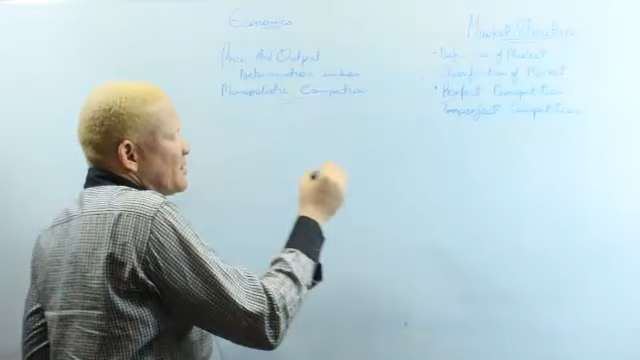 Economics
Price And Output
Determination under
Monopolistic Competition
Market Structure
Definition of Market
Classification of Market
• Perfect Competition
Imperfect Competition